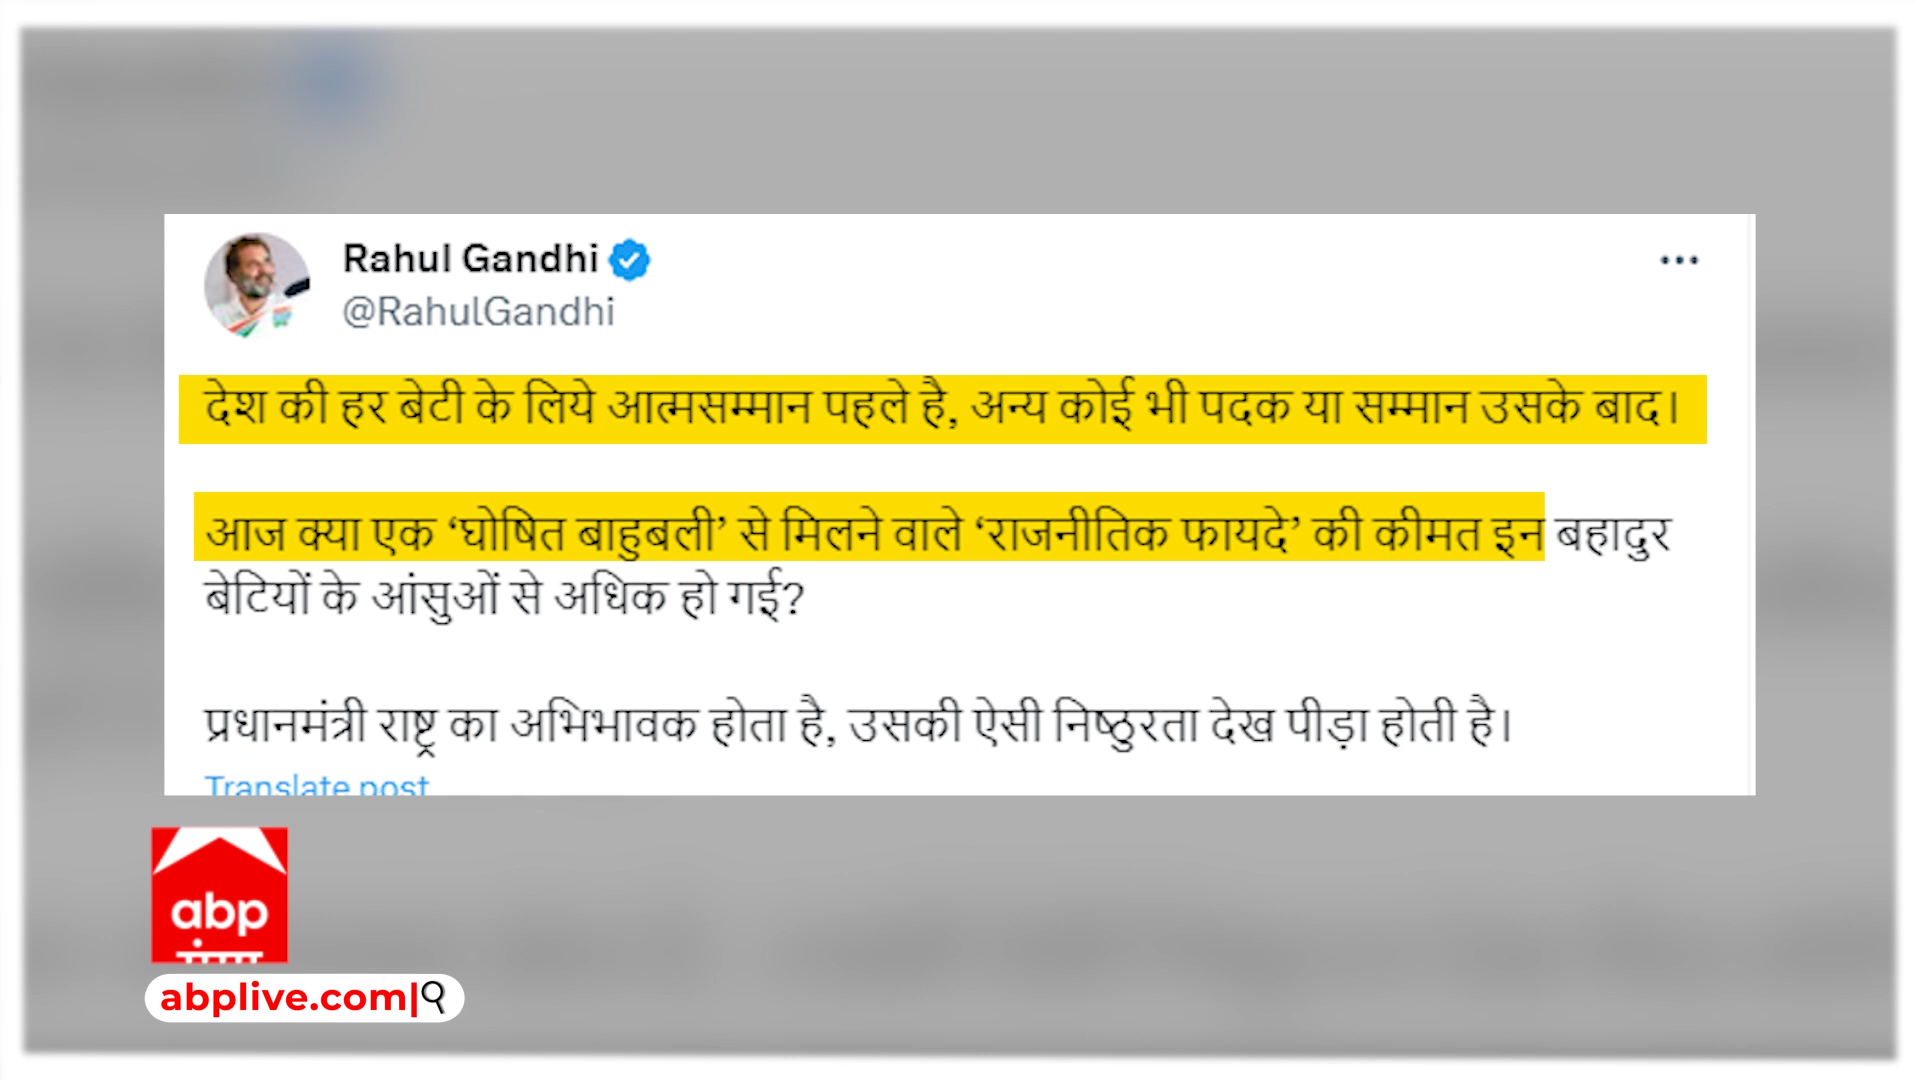 Rahul Gandhi
@RahulGandhi
देश की हर बेटी के लिये आत्मसम्मान पहले है, अन्य कोई भी पदक या सम्मान उसके बाद।
आज क्या एक ‘घोषित बाहुबली’ से मिलने वाले ‘राजनीतिक फायदे’ की कीमत इन बहादुर
बेटियों के आंसुओं से अधिक हो गई?
प्रधानमंत्री राष्ट्र का अभिभावक होता है, उसकी ऐसी निष्ठुरता देख पीड़ा होती है।
Translate post
abp
abplive.com